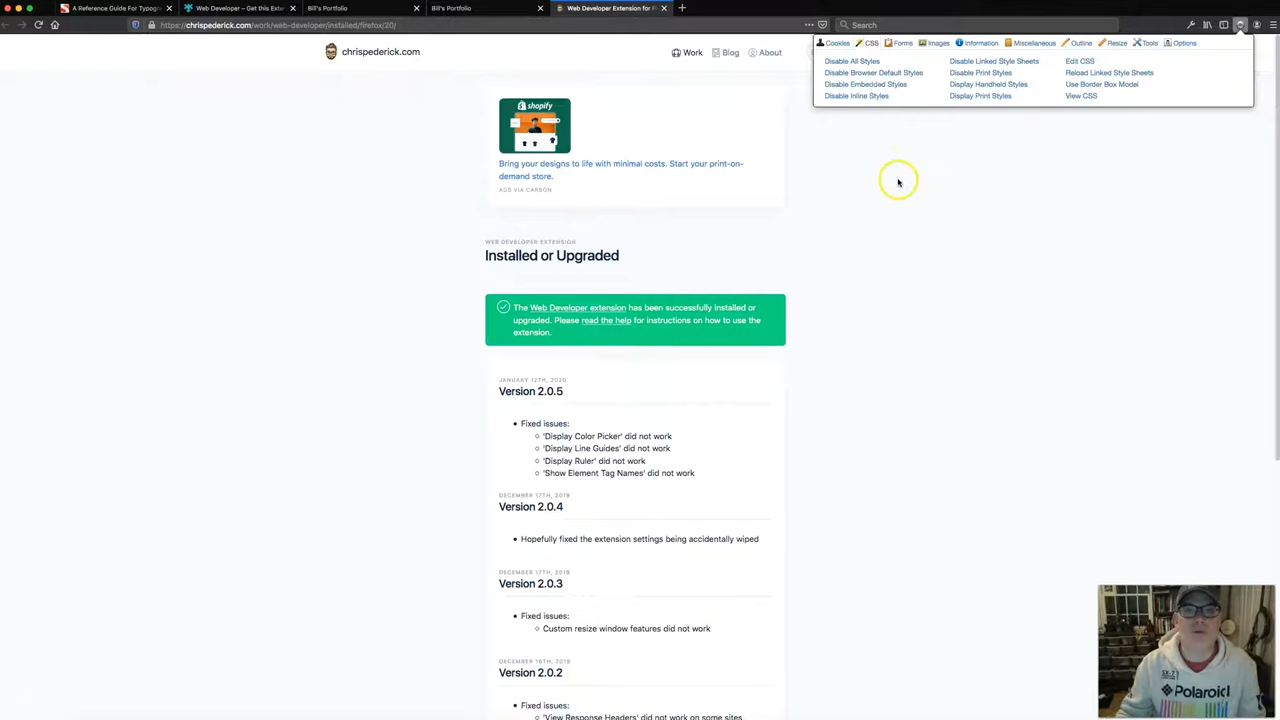 A Reference Guide For Typogra
Web Developer – Get this Exte
Bill's Portfolio
Bill's Portfolio
Web Developer Extension for F
https://chrispederick.com/work/web-developer/installed/firefox/20/
Search
chrispederick.com
Work
Blog
About
Cookies
CSS
Forms
Images
Information
Miscellaneous
Outline
Resize
Tools
Options
Disable All Styles
Disable Linked Style Sheets
Edit CSS
Disable Browser Default Styles
Disable Print Styles
Reload Linked Style Sheets
Disable Embedded Styles
Display Handheld Styles
Use Border Box Model
Disable Inline Styles
Display Print Styles
View CSS
shopify
Bring your designs to life with minimal costs. Start your print-on-
demand store.
ADS VIA CARBON
WEB DEVELOPER EXTENSION
Installed or Upgraded
The Web Developer extension has been successfully installed or
upgraded. Please read the help for instructions on how to use the
extension.
JANUARY 12TH, 2020
Version 2.0.5
Fixed issues:
'Display Color Picker' did not work
'Display Line Guides' did not work
'Display Ruler' did not work
'Show Element Tag Names' did not work
DECEMBER 17TH, 2019
Version 2.0.4
Hopefully fixed the extension settings being accidentally wiped
DECEMBER 17TH, 2019
Version 2.0.3
Fixed issues:
Custom resize window features did not work
DECEMBER 16TH, 2019
Version 2.0.2
Fixed issues:
'View Response Headers' did not work on some sites
SX-7
Polaroid